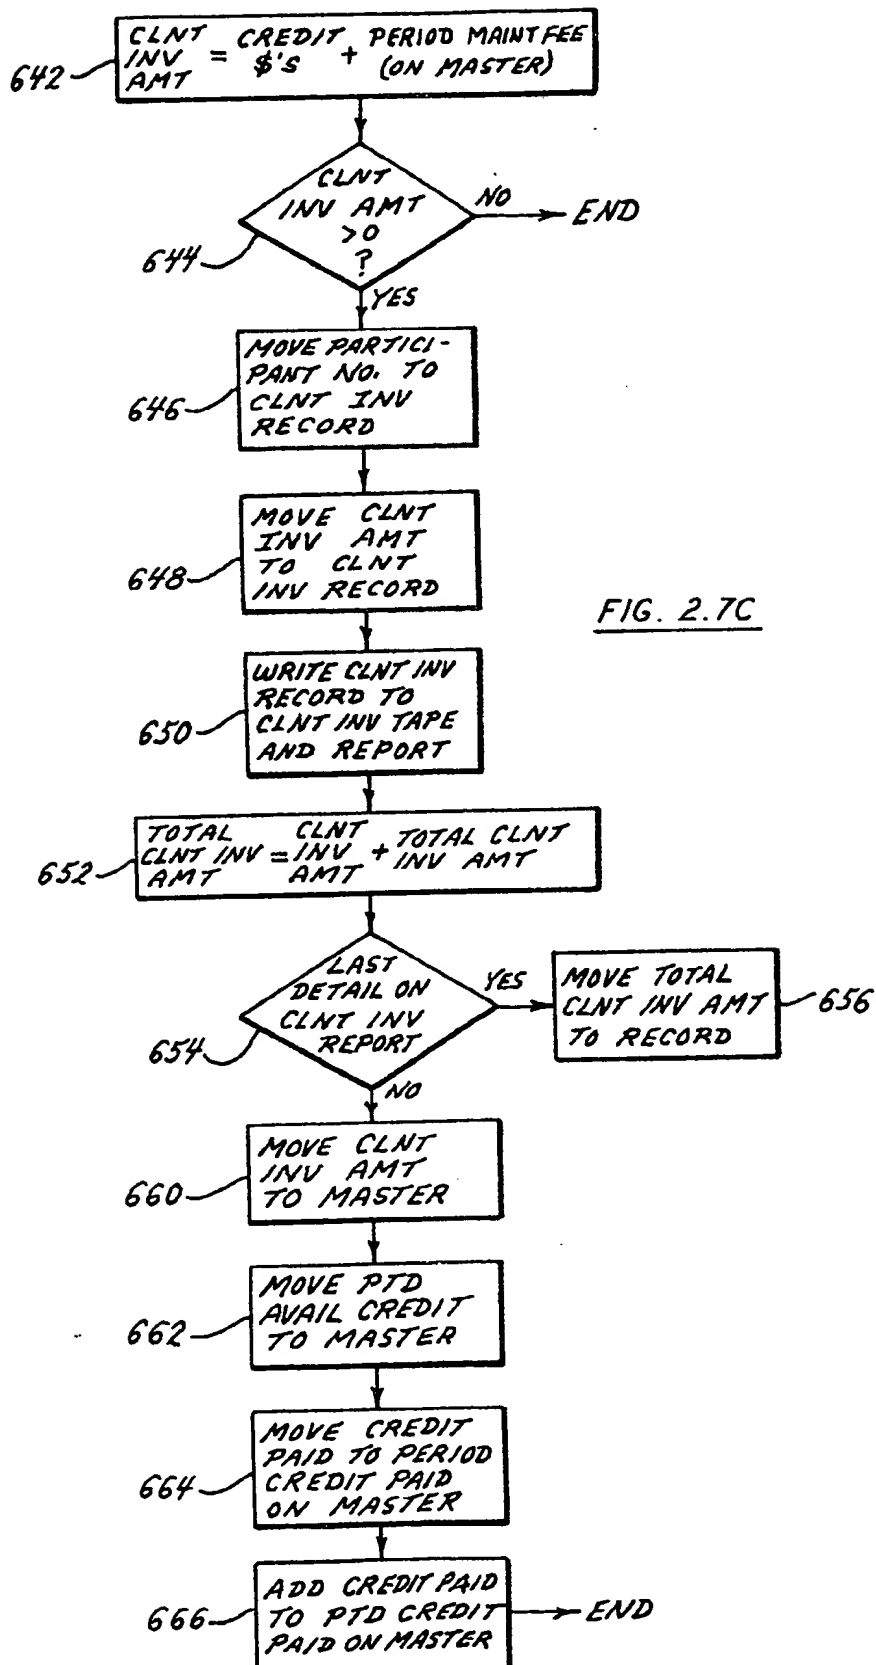 CLNT INV AMT = CREDIT $'S + PERIOD MAINT FEE (ON MASTER)
642
CLNT
INV AMT
>0
?
644
NO
END
YES
MOVE PARTICI-
PANT NO. TO
CLNT INV
RECORD
646
MOVE CLNT
INV AMT
TO CLNT
INV RECORD
648
FIG. 2.7C
WRITE CLNT INV
RECORD TO
CLNT INV TAPE
AND REPORT
650
TOTAL CLNT INV AMT = CLNT INV AMT + TOTAL CLNT INV AMT
652
LAST
DETAIL ON
CLNT INV
REPORT
654
YES
MOVE TOTAL
CLNT INV AMT
TO RECORD
656
NO
MOVE CLNT
INV AMT
TO MASTER
660
MOVE PTD
AVAIL CREDIT
TO MASTER
662
MOVE CREDIT
PAID TO PERIOD
CREDIT PAID
ON MASTER
664
ADD CREDIT PAID
TO PTD CREDIT
PAID ON MASTER
666
END